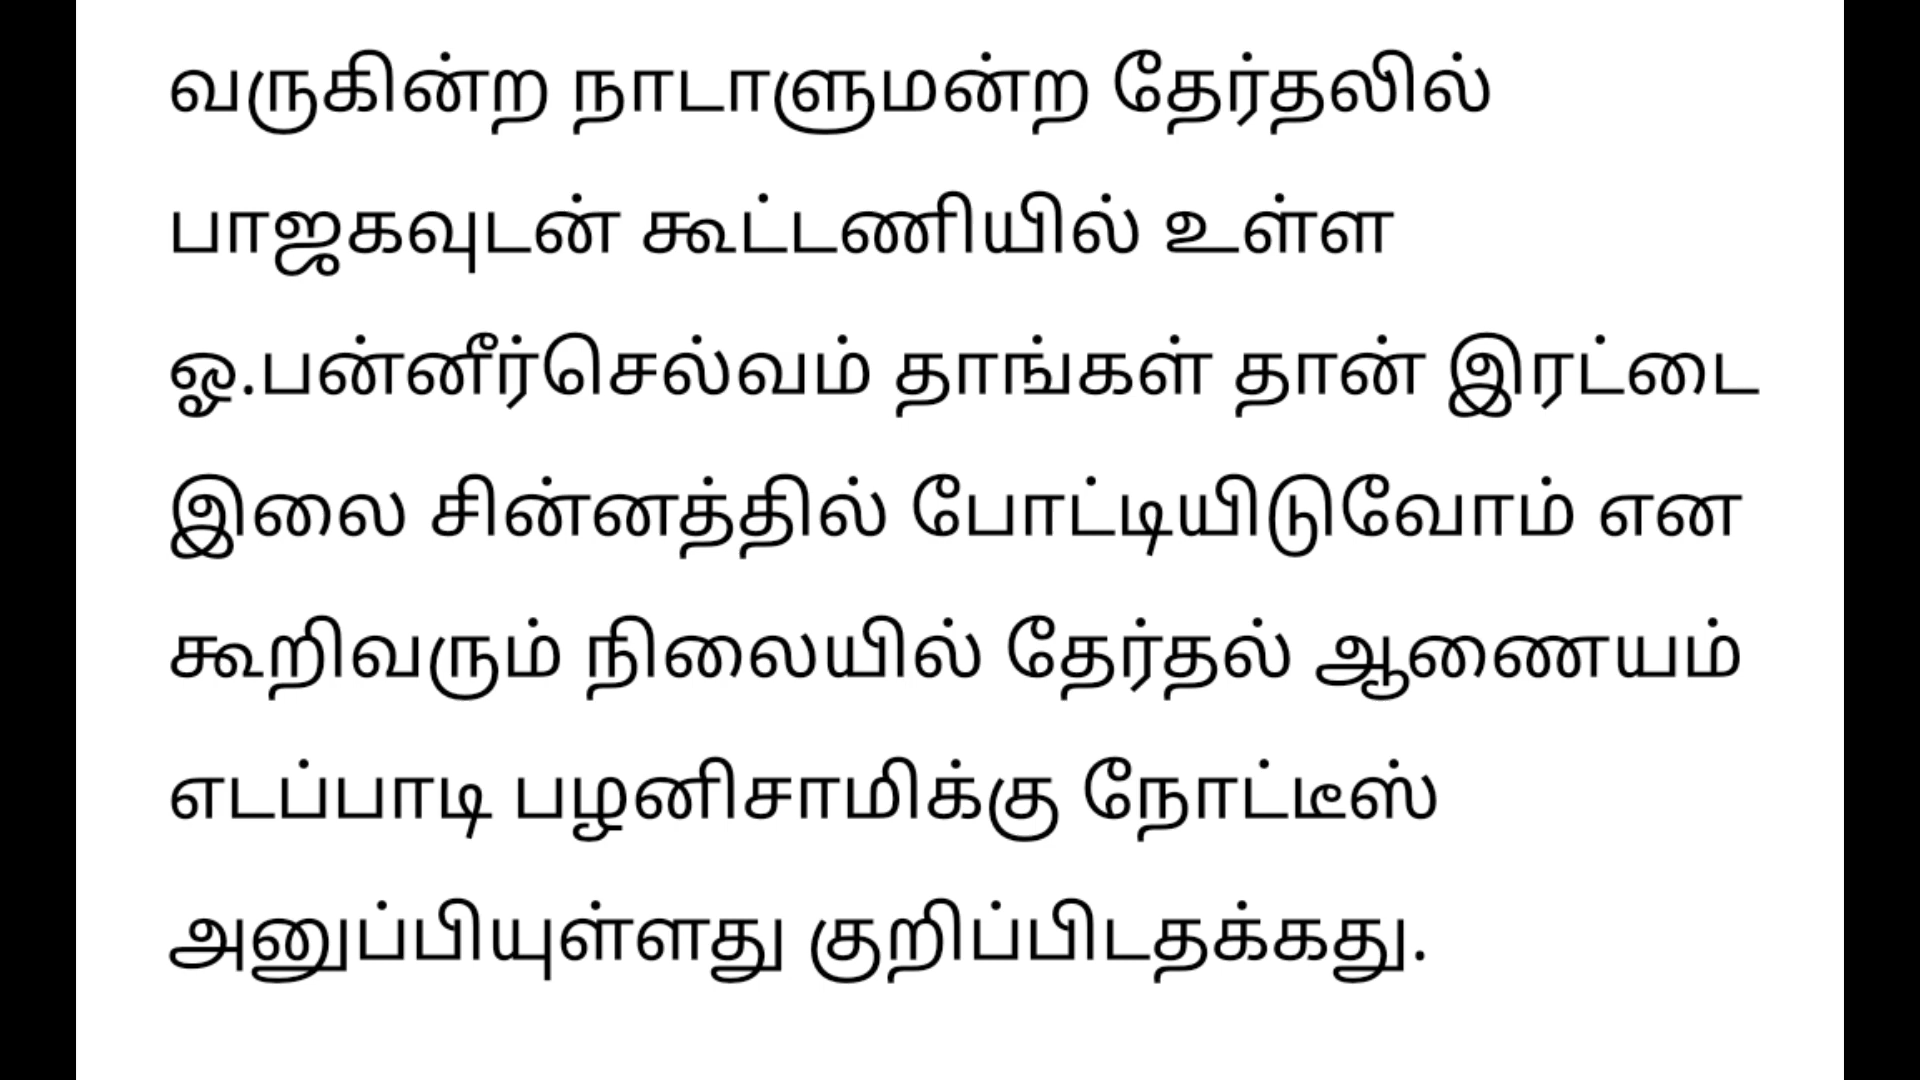 வருகின்ற நாடாளுமன்ற தேர்தலில்
பாஜகவுடன் கூட்டணியில் உள்ள
ஓ.பன்னீர்செல்வம் தாங்கள் தான் இரட்டை
இலை சின்னத்தில் போட்டியிடுவோம் என
கூறிவரும் நிலையில் தேர்தல் ஆணையம்
எடப்பாடி பழனிசாமிக்கு நோட்டீஸ்
அனுப்பியுள்ளது குறிப்பிடதக்கது.